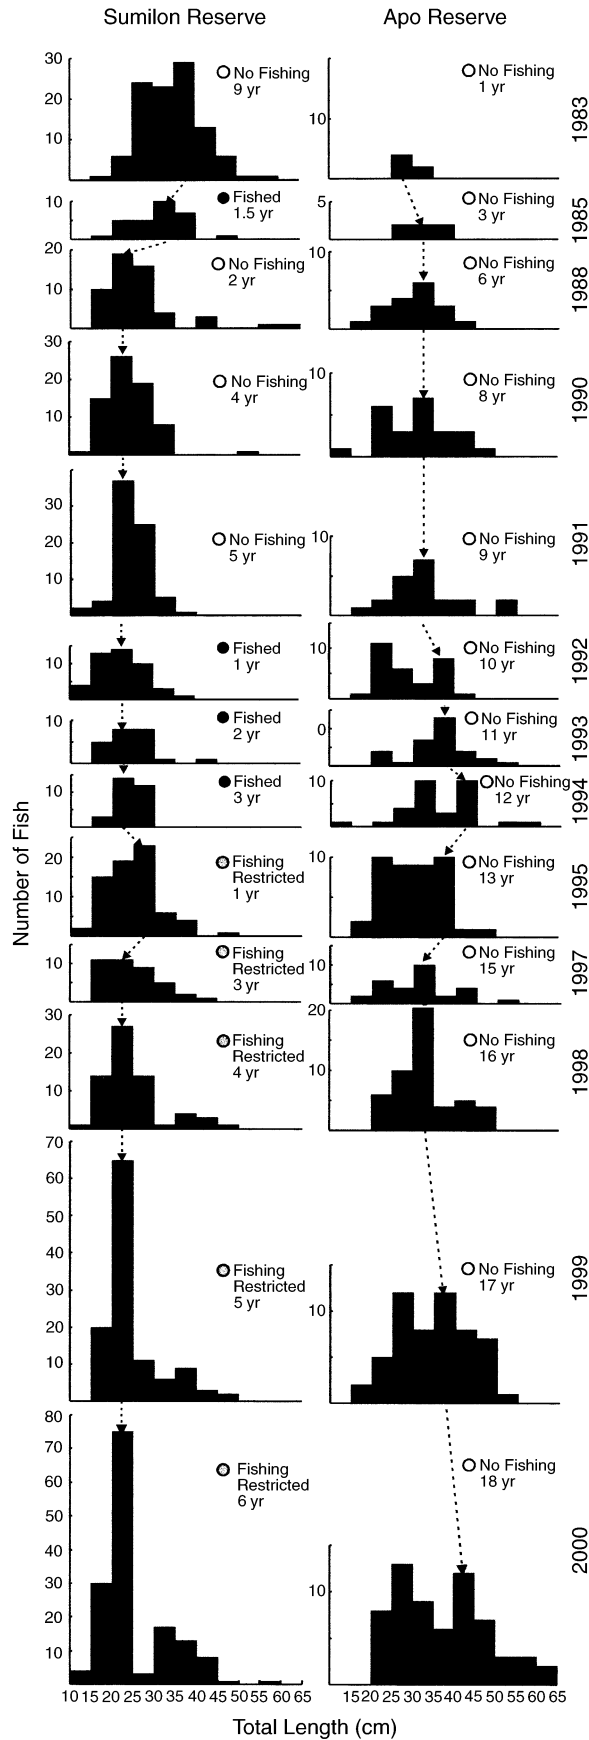 Sumilon Reserve
Apo Reserve
30
20
10
No Fishing
9 yr
10
No Fishing
1 yr
1983
10
Fished
1.5 yr
5
No Fishing
3 yr
1985
20
10
No Fishing
2 yr
10
No Fishing
6 yr
1988
30
20
10
No Fishing
4 yr
10
No Fishing
8 yr
1990
30
20
10
No Fishing
5 yr
10
No Fishing
9 yr
1991
10
Fished
1 yr
10
No Fishing
10 yr
1992
10
Fished
2 yr
0
No Fishing
11 yr
1993
10
Fished
3 yr
10
No Fishing
12 yr
1994
20
10
Fishing
Restricted
1 yr
10
No Fishing
13 yr
1995
10
Fishing
Restricted
3 yr
10
No Fishing
15 yr
1997
30
20
10
Fishing
Restricted
4 yr
20
10
No Fishing
16 yr
1998
70
60
50
40
30
20
10
Fishing
Restricted
5 yr
10
No Fishing
17 yr
1999
80
70
60
50
40
30
20
10
Fishing
Restricted
6 yr
10
No Fishing
18 yr
2000
Number of Fish
10 15 20 25 30 35 40 45 50 55 60 65
15 20 25 30 35 40 45 50 55 60 65
Total Length (cm)